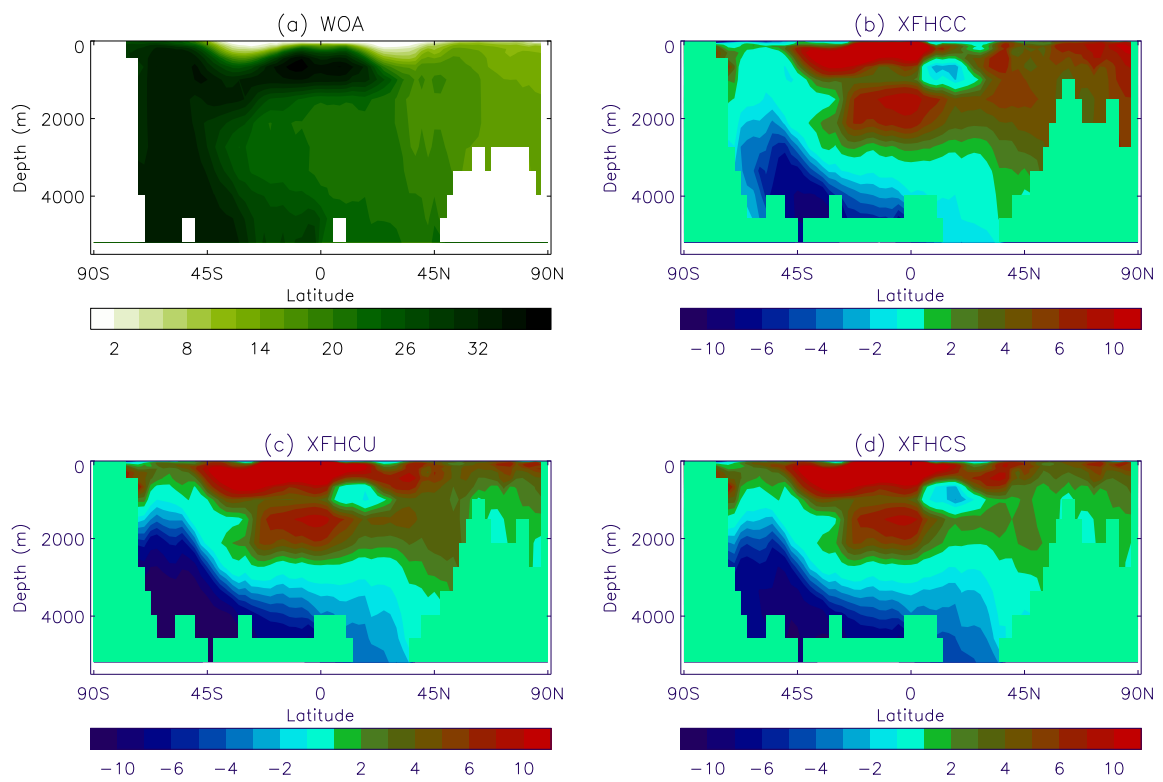 (a) WOA
0
2000
4000
Depth (m)
90S 45S 0 45N 90N
Latitude
2 8 14 20 26 32
(b) XFHCC
0
2000
4000
Depth (m)
90S 45S 0 45N 90N
Latitude
−10 −6 −4 −2 2 4 6 10
(c) XFHCU
0
2000
4000
Depth (m)
90S 45S 0 45N 90N
Latitude
−10 −6 −4 −2 2 4 6 10
(d) XFHCS
0
2000
4000
Depth (m)
90S 45S 0 45N 90N
Latitude
−10 −6 −4 −2 2 4 6 10